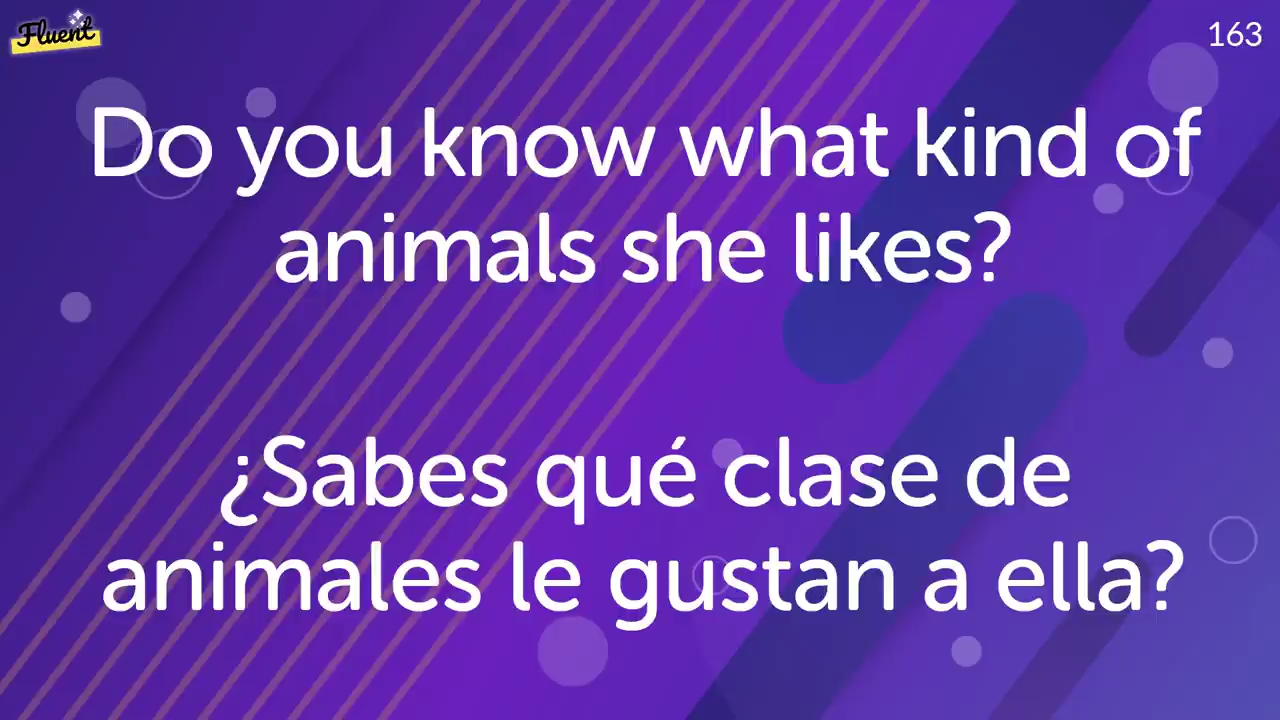 Fluent
163
Do you know what kind of
animals she likes?
¿Sabes qué clase de
animales le gustan a ella?